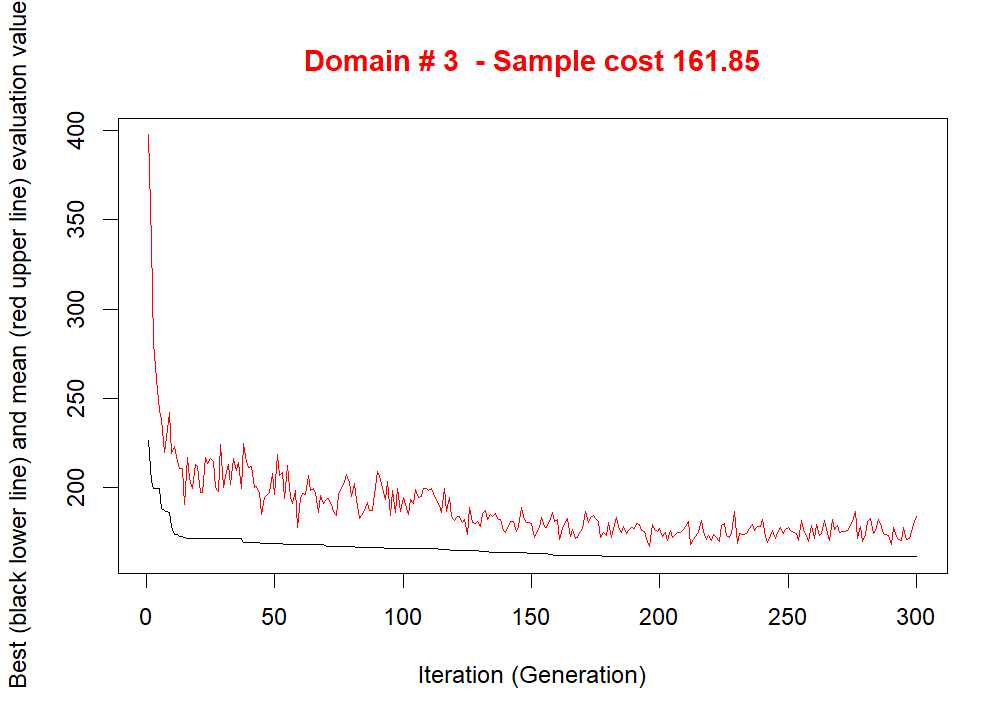 Domain # 3  - Sample cost 161.85
Best (black lower line) and mean (red upper line) evaluation value
400
350
300
250
200
0 50 100 150 200 250 300
Iteration (Generation)